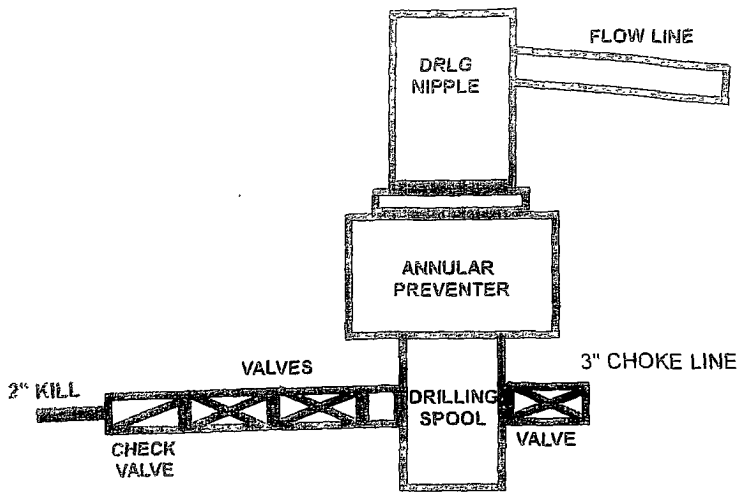 FLOW LINE
DRLG
NIPPLE
ANNULAR
PREVENTER
3" CHOKE LINE
VALVES
2" KILL
DRILLING
SPOOL
CHECK
VALVE
VALVE